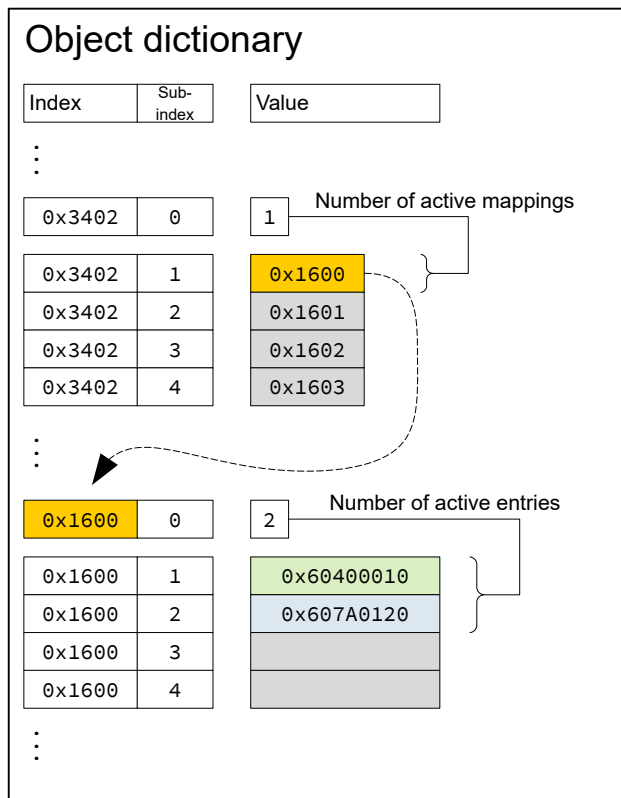 Object dictionary
Index Sub-index Value
0x3402 0 1 Number of active mappings
0x3402 1 0x1600
0x3402 2 0x1601
0x3402 3 0x1602
0x3402 4 0x1603
0x1600 0 2 Number of active entries
0x1600 1 0x60400010
0x1600 2 0x607A0120
0x1600 3
0x1600 4